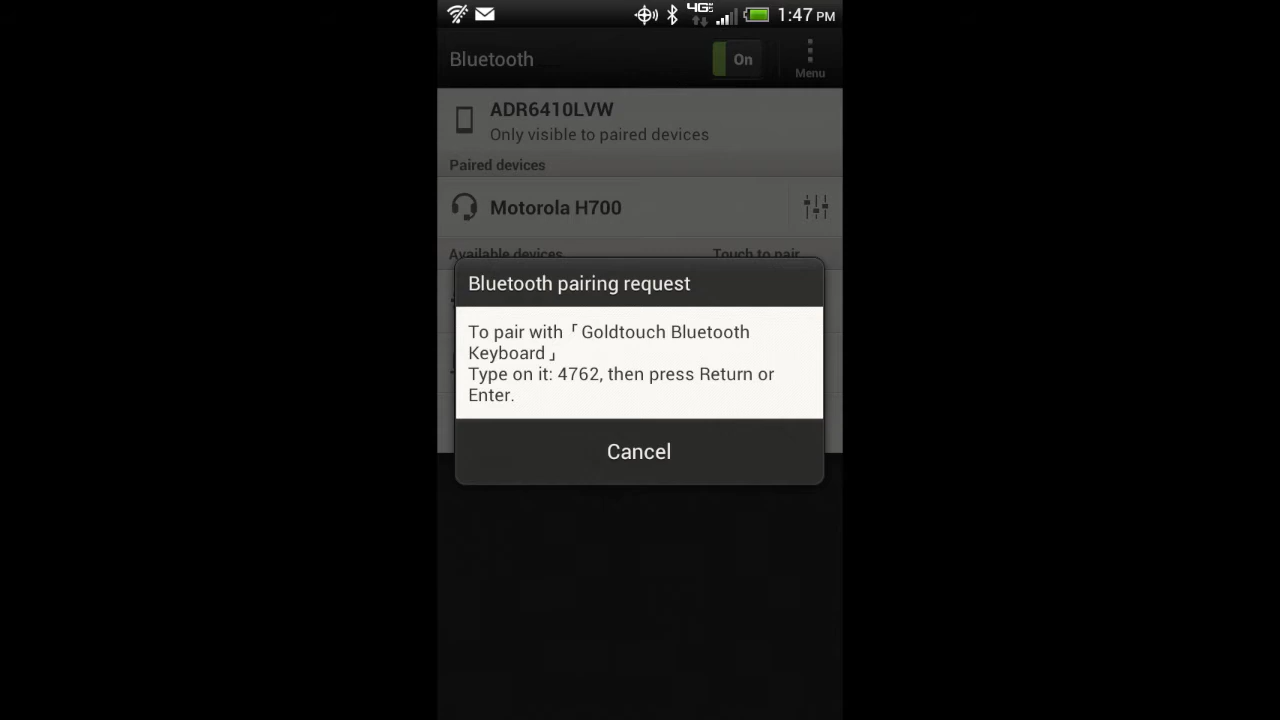 4G 1:47 PM
Bluetooth On Menu
ADR6410LVW
Only visible to paired devices
Paired devices
Motorola H700
Available devices Touch to pair
Bluetooth pairing request
To pair with「Goldtouch Bluetooth
Keyboard」
Type on it: 4762, then press Return or
Enter.
Cancel